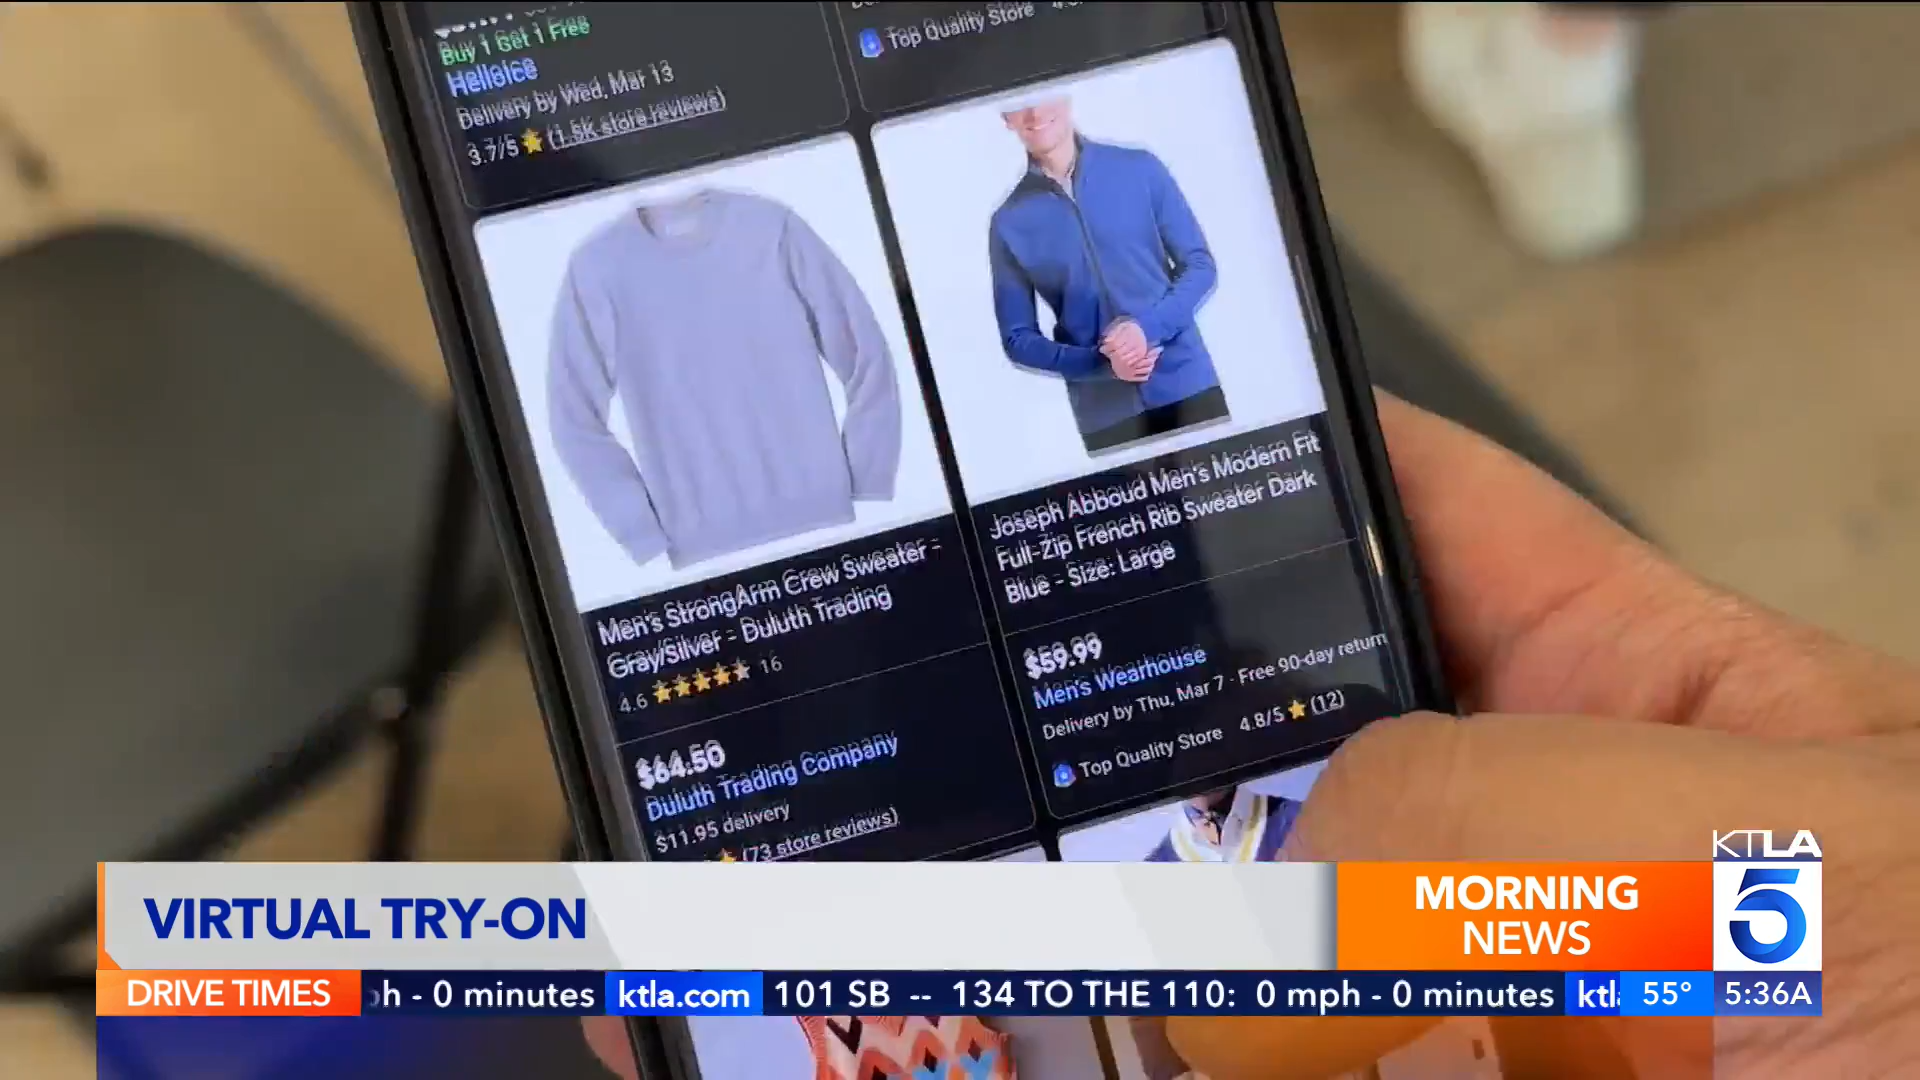 Buy 1 Get 1 Free
HelloIce
Delivery by Wed, Mar 13
3.7/5 (1.5K store reviews)
Top Quality Store
Men's StrongArm Crew Sweater -
Gray/Silver - Duluth Trading
4.6 ★★★★★ 16
$64.50
Duluth Trading Company
$11.95 delivery
(73 store reviews)
Joseph Abboud Men's Modern Fit
Full-Zip French Rib Sweater Dark
Blue - Size: Large
$59.99
Men's Wearhouse
Delivery by Thu, Mar 7 · Free 90-day return
Top Quality Store 4.8/5 ★ (12)
VIRTUAL TRY-ON
MORNING
NEWS
KTLA
5
DRIVE TIMES
h - 0 minutes ktla.com 101 SB -- 134 TO THE 110: 0 mph - 0 minutes ktl
55° 5:36A